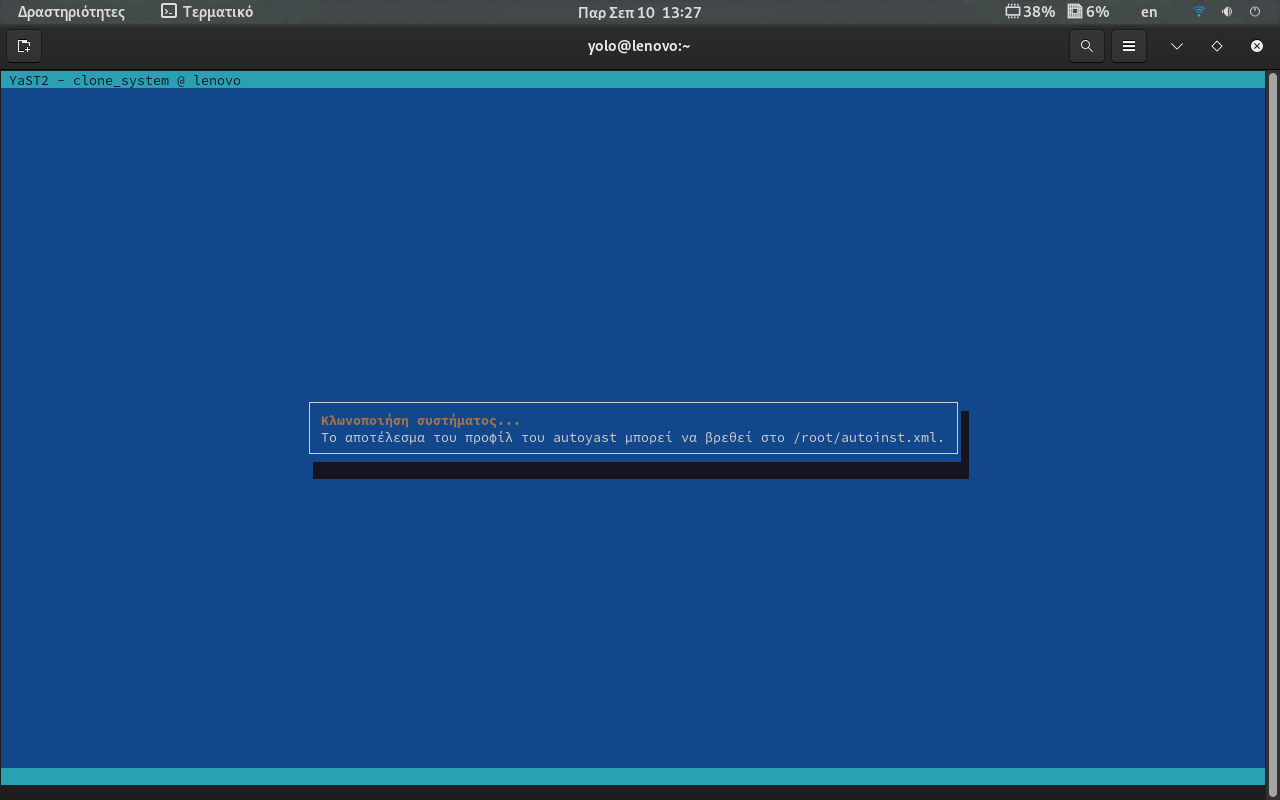 Δραστηριότητες Τερματικό Παρ Σεπ 10 13:27 38% 6% en
yolo@lenovo:~
YaST2 - clone_system @ lenovo
Κλωνοποιήση συστήματος...
Το αποτέλεσμα του προφίλ του autoyast μπορεί να βρεθεί στο /root/autoinst.xml.